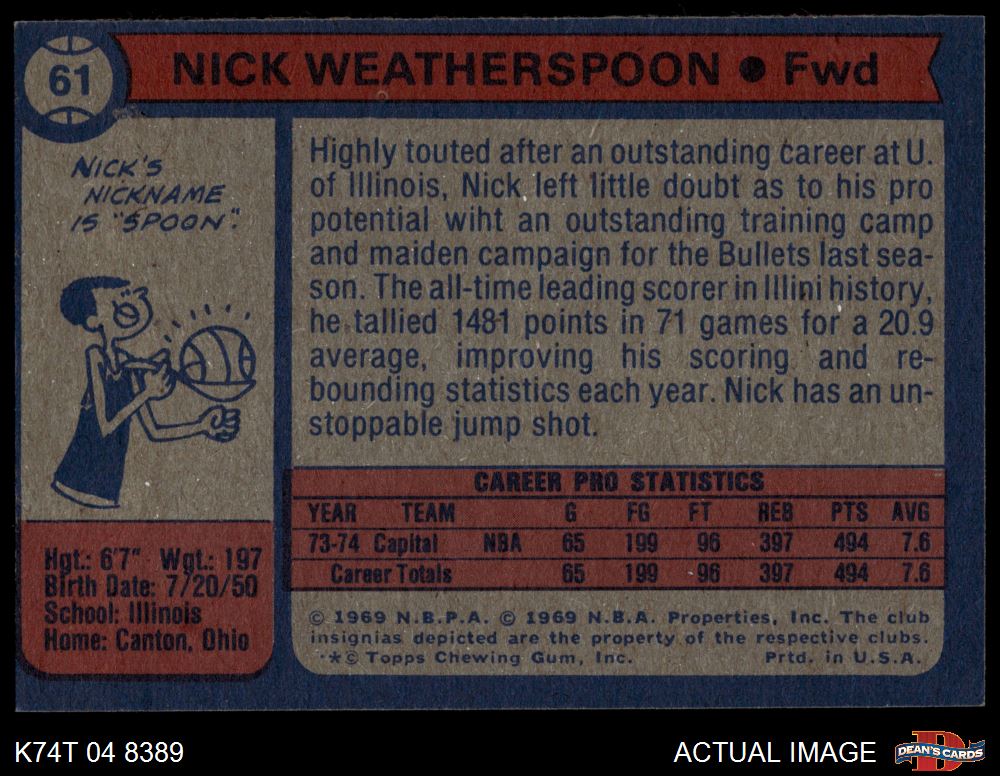 61
NICK WEATHERSPOON ● Fwd
NICK'S
NICKNAME
IS "SPOON".
Highly touted after an outstanding career at U.
of Illinois, Nick left little doubt as to his pro
potential wiht an outstanding training camp
and maiden campaign for the Bullets last sea-
son. The all-time leading scorer in Illini history,
he tallied 1481 points in 71 games for a 20.9
average, improving his scoring and re-
bounding statistics each year. Nick has an un-
stoppable jump shot.
Hgt.: 6'7" Wgt.: 197
Birth Date: 7/20/50
School: Illinois
Home: Canton, Ohio
CAREER PRO STATISTICS
YEAR TEAM G FG FT REB PTS AVG
73-74 Capital NBA 65 199 96 397 494 7.6
Career Totals 65 199 96 397 494 7.6
© 1969 N.B.P.A. © 1969 N.B.A. Properties, Inc. The club
insignias depicted are the property of the respective clubs.
*© Topps Chewing Gum, Inc. Prtd. in U.S.A.
K74T 04 8389
ACTUAL IMAGE
DEAN'S CARDS